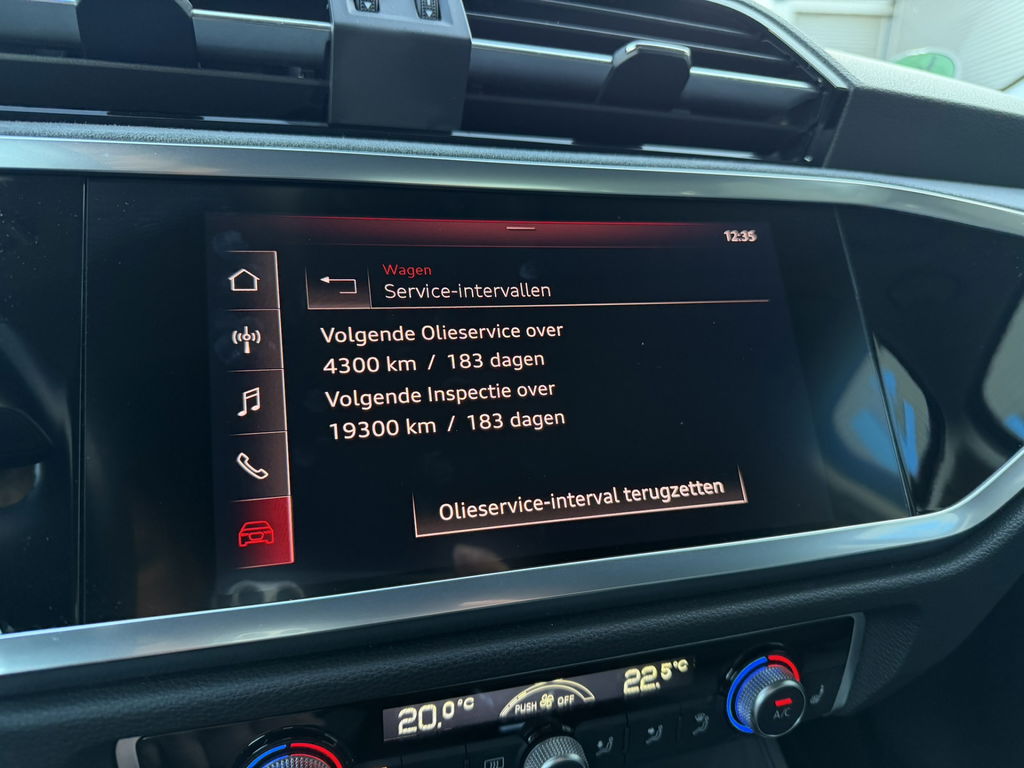 12:35
Wagen
Service-intervallen
Volgende Olieservice over
4300 km / 183 dagen
Volgende Inspectie over
19300 km / 183 dagen
Olieservice-interval terugzetten
20.0°C
PUSH OFF
22.5°C
A/C